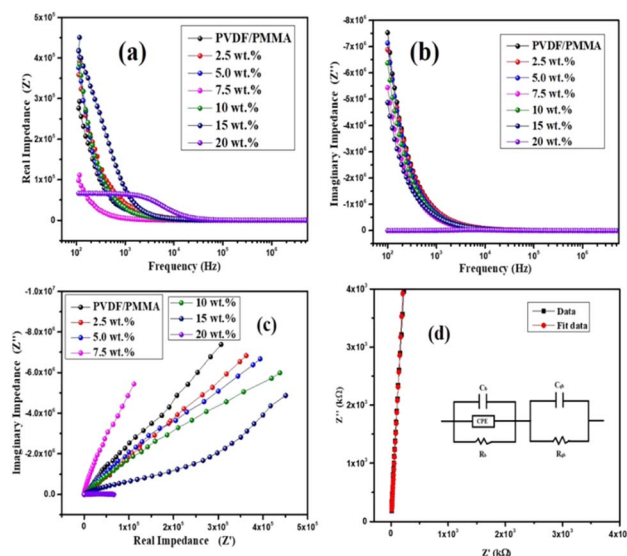 (a)
PVDF/PMMA
2.5 wt.%
5.0 wt.%
7.5 wt.%
10 wt.%
15 wt.%
20 wt.%
Real Impedance (Z')
5x10⁵
4x10⁵
3x10⁵
2x10⁵
1x10⁵
0
10² 10³ 10⁴ 10⁵ 10⁶
Frequency (Hz)
(b)
PVDF/PMMA
2.5 wt.%
5.0 wt.%
7.5 wt.%
10 wt.%
15 wt.%
20 wt.%
Imaginary Impedance (Z'')
-8x10⁶
-7x10⁶
-6x10⁶
-5x10⁶
-4x10⁶
-3x10⁶
-2x10⁶
-1x10⁶
0
10² 10³ 10⁴ 10⁵ 10⁶
Frequency (Hz)
(c)
PVDF/PMMA
2.5 wt.%
5.0 wt.%
7.5 wt.%
10 wt.%
15 wt.%
20 wt.%
Imaginary Impedance (Z'')
-1.0x10⁷
-8.0x10⁶
-6.0x10⁶
-4.0x10⁶
-2.0x10⁶
0.0
0 1x10⁵ 2x10⁵ 3x10⁵ 4x10⁵ 5x10⁵
Real Impedance (Z')
(d)
Data
Fit data
Z'' (kΩ)
4x10³
3x10³
2x10³
1x10³
0
0 1x10³ 2x10³ 3x10³ 4x10³
Z' (kΩ)
CPE